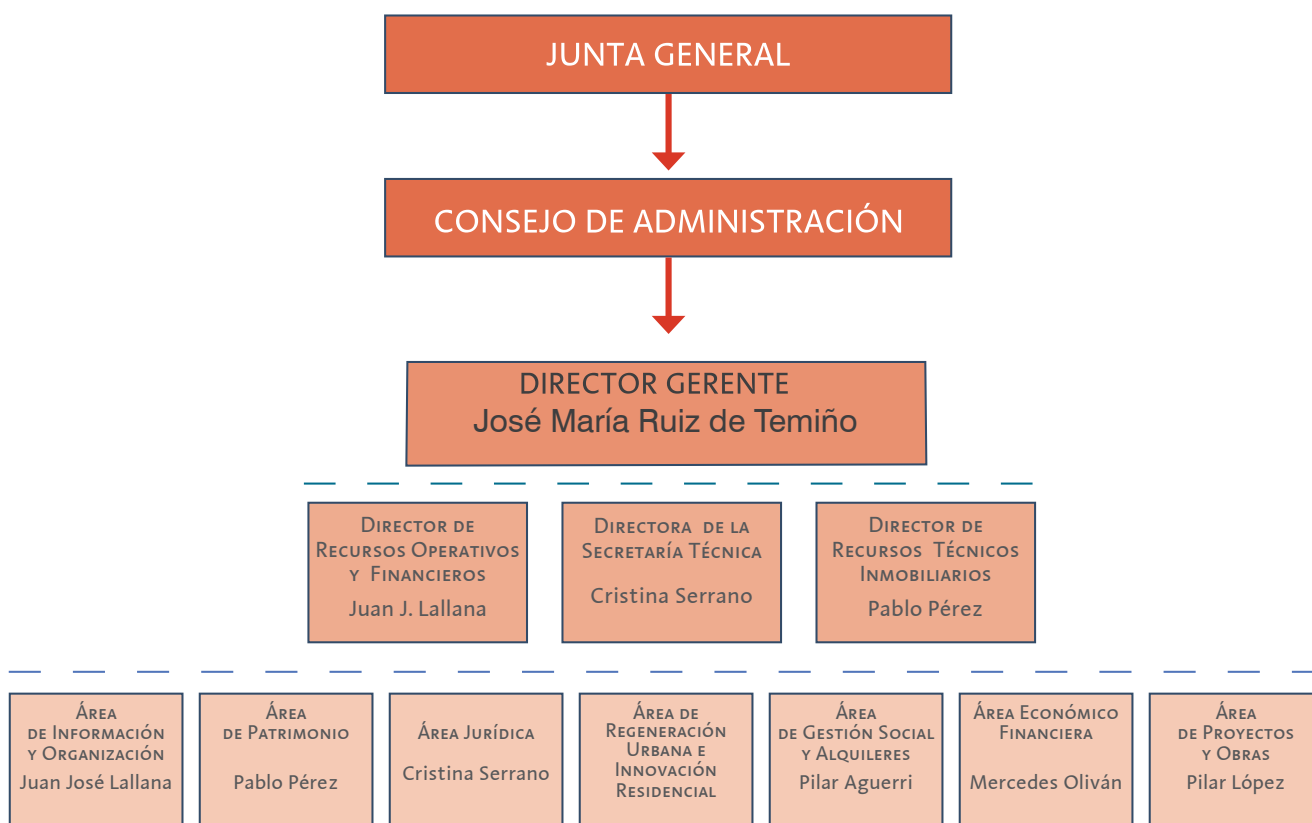 JUNTA GENERAL
CONSEJO DE ADMINISTRACIÓN
DIRECTOR GERENTE
José María Ruiz de Temiño
Director de
Recursos Operativos
y Financieros
Juan J. Lallana
Directora de la
Secretaría Técnica
Cristina Serrano
Director de
Recursos Técnicos
Inmobiliarios
Pablo Pérez
Área
de Información
y Organización
Juan José Lallana
Área
de Patrimonio
Pablo Pérez
Área Jurídica
Cristina Serrano
Área de
Regeneración
Urbana e
Innovación
Residencial
Área
de Gestión Social
y Alquileres
Pilar Aguerri
Área Económico
Financiera
Mercedes Oliván
Área
de Proyectos
y Obras
Pilar López